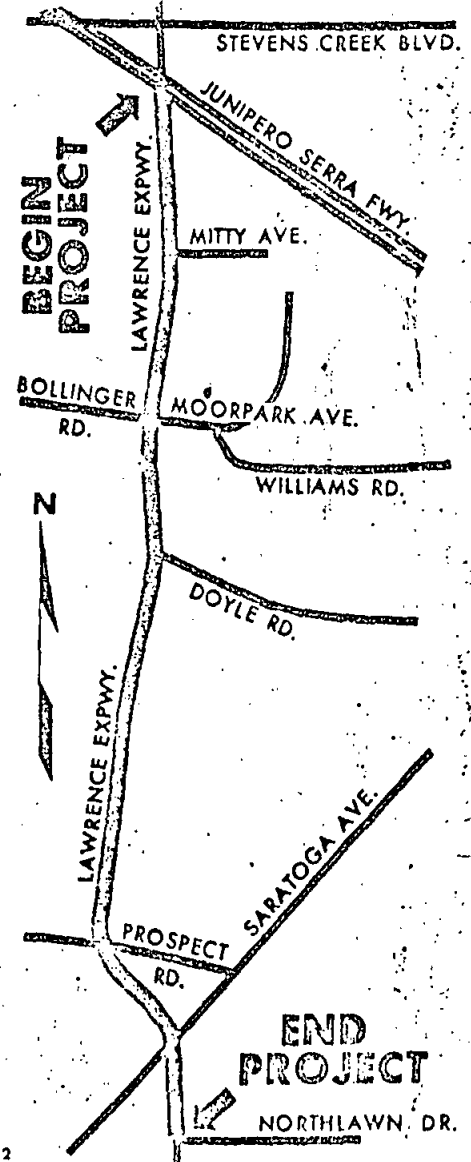 STEVENS CREEK BLVD.
JUNIPERO SERRA FWY.
BEGIN
PROJECT
LAWRENCE EXPWY.
MITTY AVE.
BOLLINGER
RD.
MOORPARK AVE.
WILLIAMS RD.
N
DOYLE RD.
LAWRENCE EXPWY.
SARATOGA AVE.
PROSPECT
RD.
END
PROJECT
NORTHLAWN DR.
2